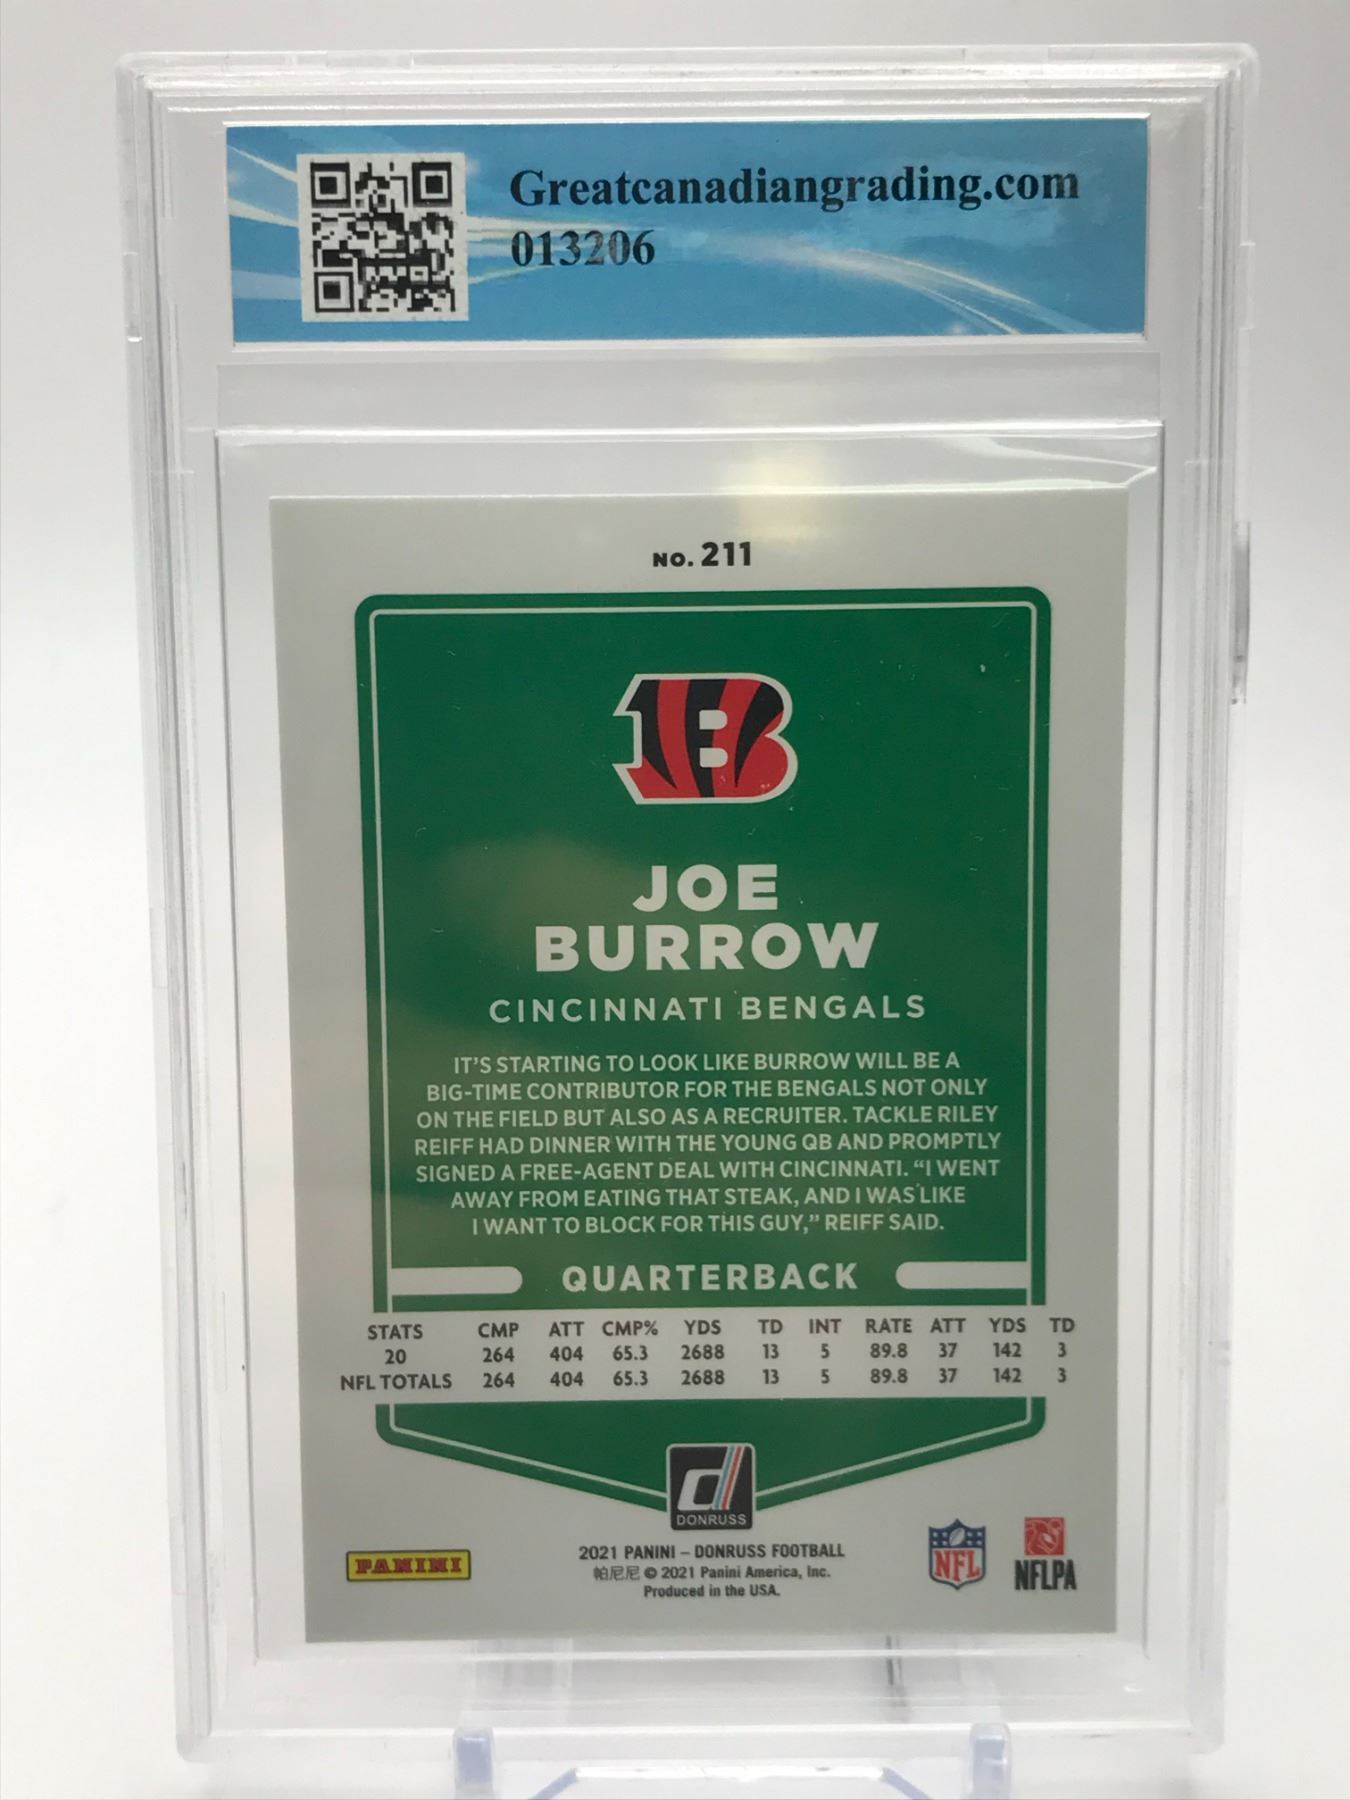 Greatcanadiangrading.com
013206
NO. 211
B
JOE
BURROW
CINCINNATI BENGALS
IT'S STARTING TO LOOK LIKE BURROW WILL BE A
BIG-TIME CONTRIBUTOR FOR THE BENGALS NOT ONLY
ON THE FIELD BUT ALSO AS A RECRUITER. TACKLE RILEY
REIFF HAD DINNER WITH THE YOUNG QB AND PROMPTLY
SIGNED A FREE-AGENT DEAL WITH CINCINNATI. “I WENT
AWAY FROM EATING THAT STEAK, AND I WAS LIKE
I WANT TO BLOCK FOR THIS GUY,” REIFF SAID.
QUARTERBACK
STATS CMP ATT CMP% YDS TD INT RATE ATT YDS TD
20 264 404 65.3 2688 13 5 89.8 37 142 3
NFL TOTALS 264 404 65.3 2688 13 5 89.8 37 142 3
d
DONRUSS
PANINI
2021 PANINI – DONRUSS FOOTBALL
帕尼尼 © 2021 Panini America, Inc.
Produced in the USA.
NFL
NFLPA